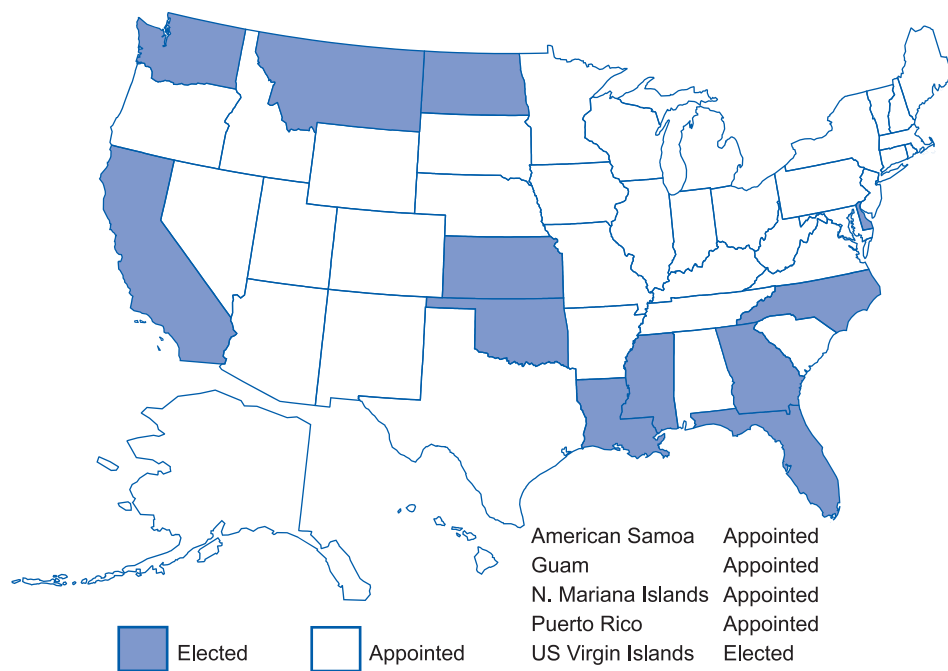 American Samoa Appointed
Guam Appointed
N. Mariana Islands Appointed
Puerto Rico Appointed
US Virgin Islands Elected
Elected
Appointed